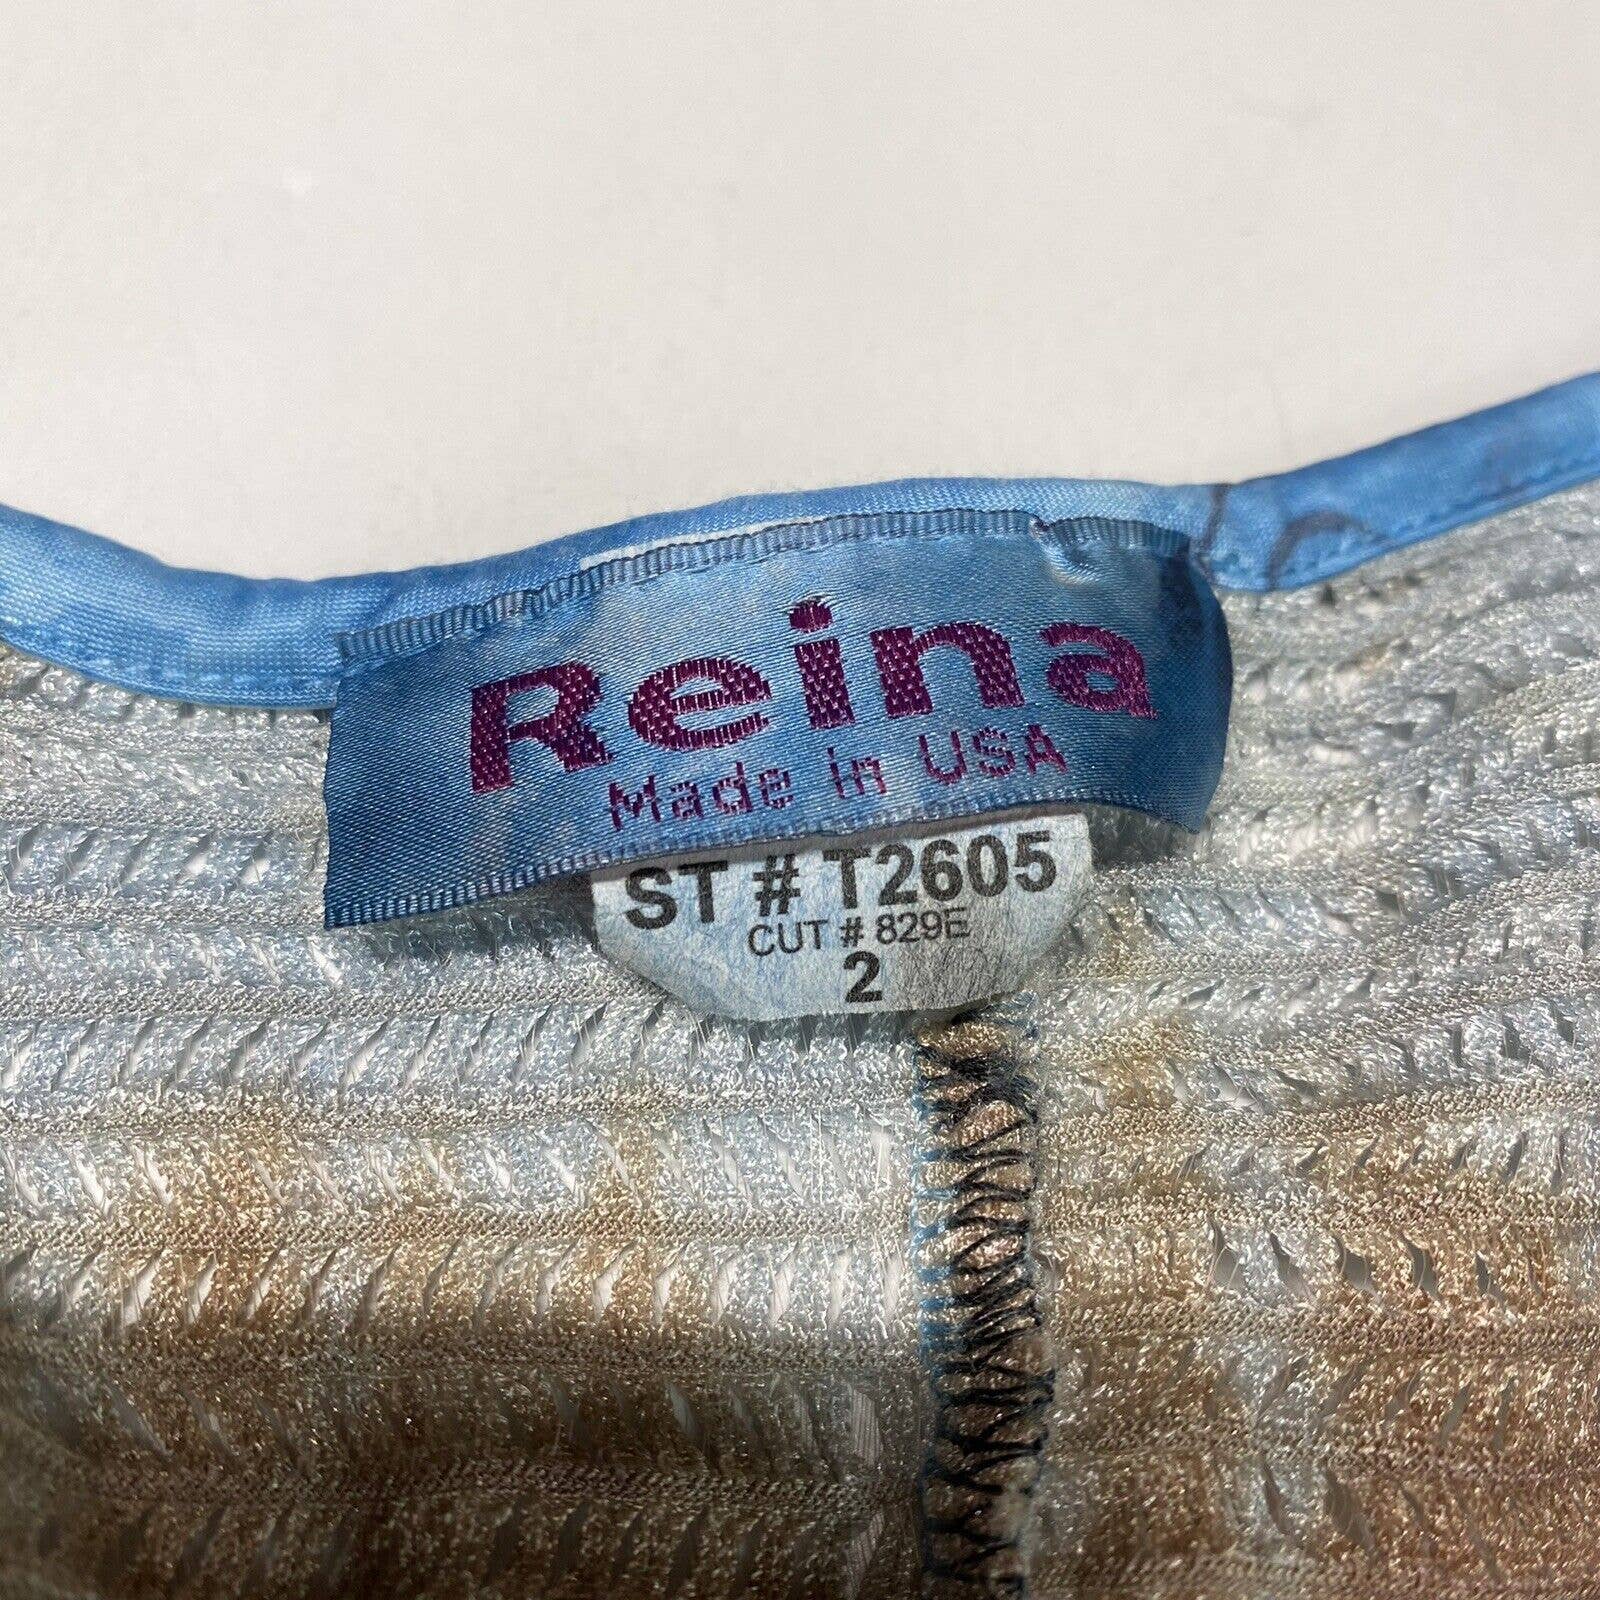 Reina
Made in USA
ST # T2605
CUT # 829E
2